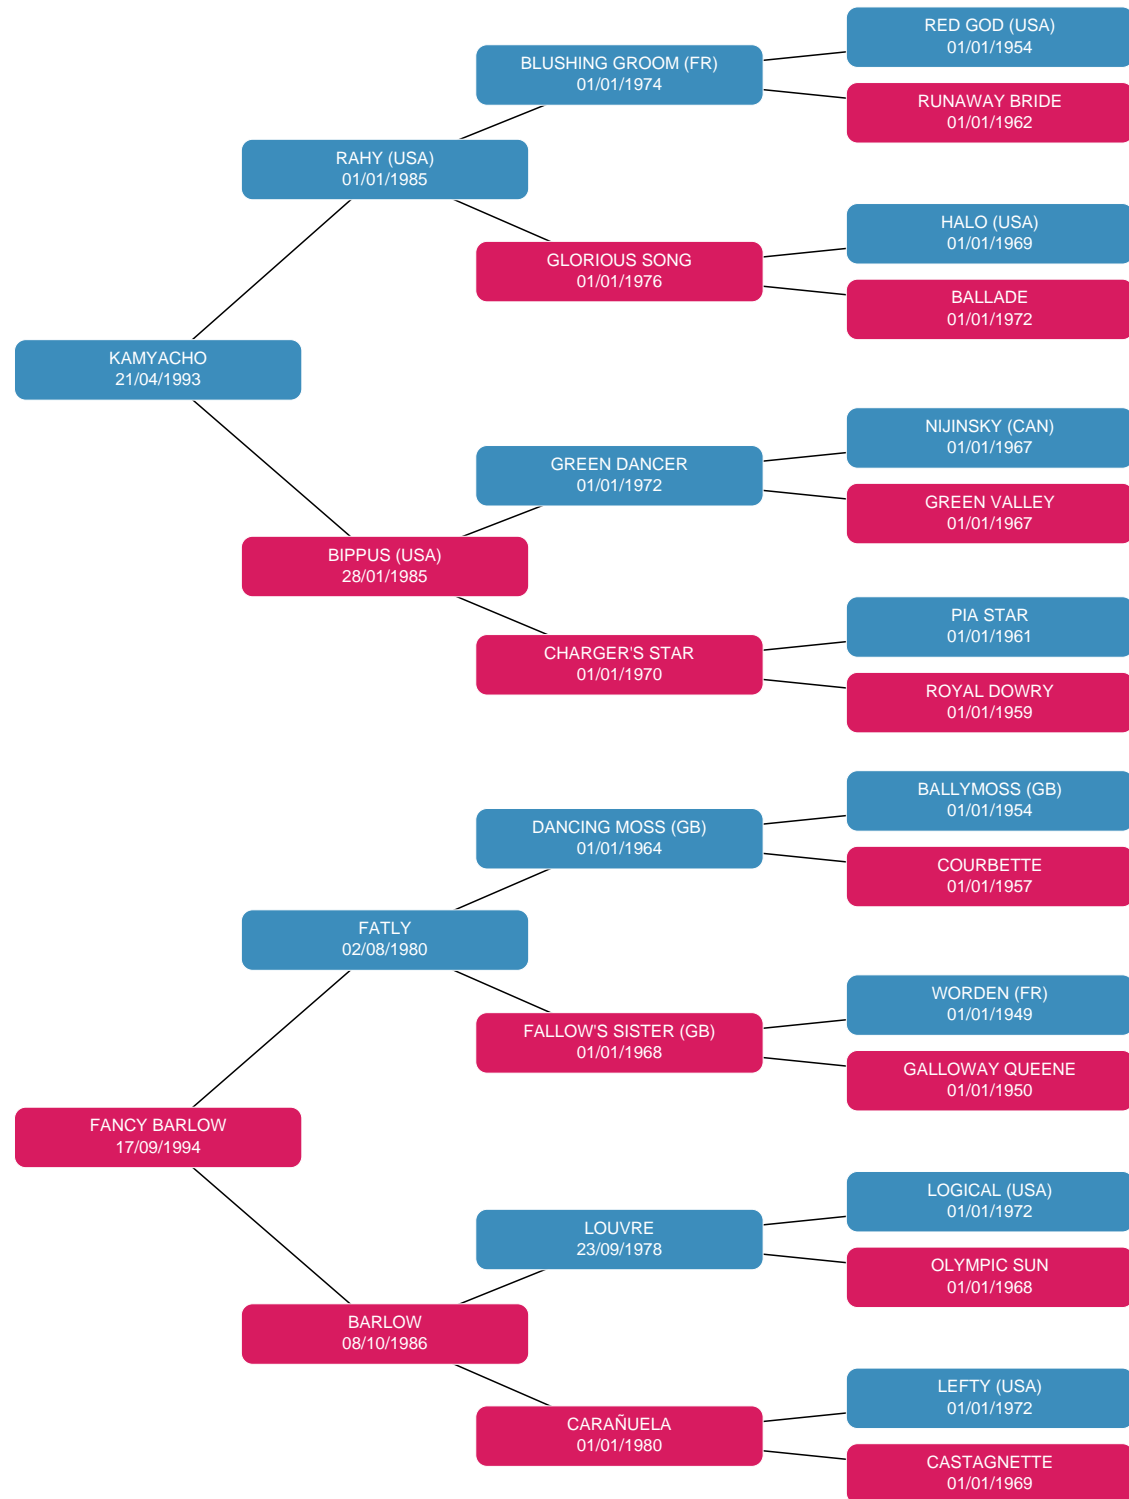 RED GOD (USA)
01/01/1954
BLUSHING GROOM (FR)
01/01/1974
RUNAWAY BRIDE
01/01/1962
RAHY (USA)
01/01/1985
HALO (USA)
01/01/1969
GLORIOUS SONG
01/01/1976
BALLADE
01/01/1972
KAMYACHO
21/04/1993
NIJINSKY (CAN)
01/01/1967
GREEN DANCER
01/01/1972
GREEN VALLEY
01/01/1967
BIPPUS (USA)
28/01/1985
PIA STAR
01/01/1961
CHARGER'S STAR
01/01/1970
ROYAL DOWRY
01/01/1959
BALLYMOSS (GB)
01/01/1954
DANCING MOSS (GB)
01/01/1964
COURBETTE
01/01/1957
FATLY
02/08/1980
WORDEN (FR)
01/01/1949
FALLOW'S SISTER (GB)
01/01/1968
GALLOWAY QUEENE
01/01/1950
FANCY BARLOW
17/09/1994
LOGICAL (USA)
01/01/1972
LOUVRE
23/09/1978
OLYMPIC SUN
01/01/1968
BARLOW
08/10/1986
LEFTY (USA)
01/01/1972
CARAÑUELA
01/01/1980
CASTAGNETTE
01/01/1969